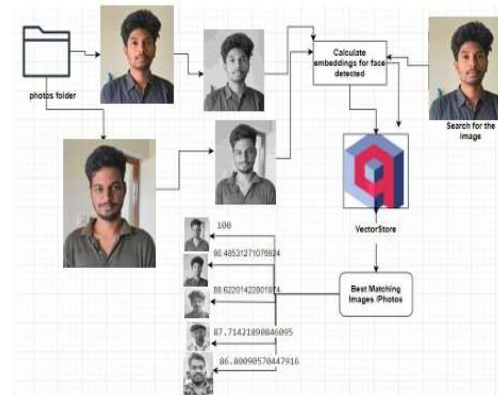 photos folder
Calculate
embeddings for face
detected
Search for the
image
VectorStore
Best Matching
Images /Photos
100
90.48531271076924
88.62201422801974
87.71421890846095
86.80090570447916